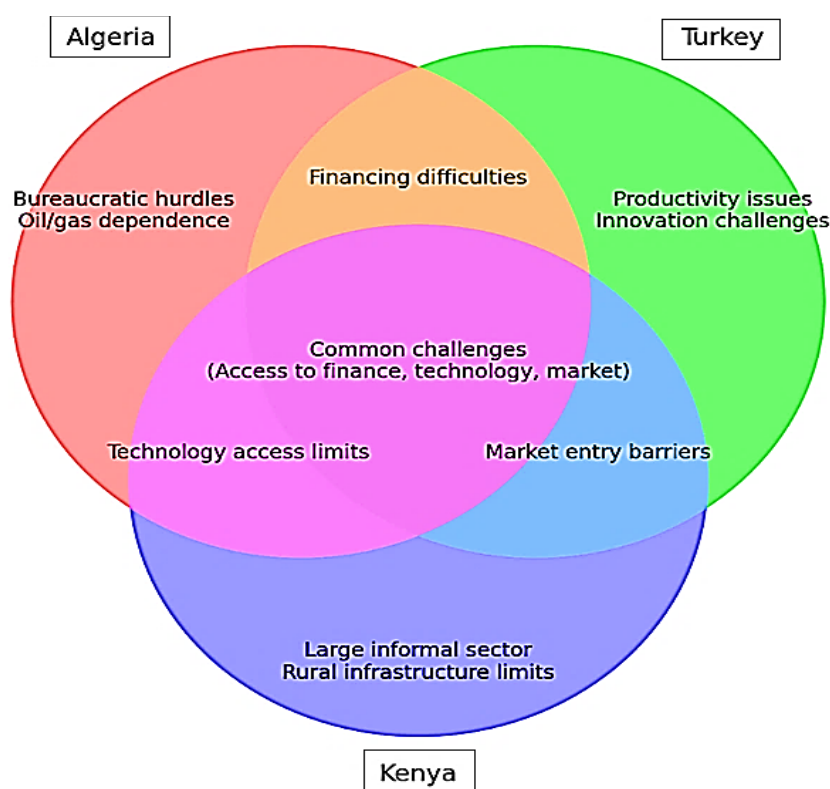 Algeria
Turkey
Financing difficulties
Bureaucratic hurdles
Oil/gas dependence
Productivity issues
Innovation challenges
Common challenges
(Access to finance, technology, market)
Technology access limits
Market entry barriers
Large informal sector
Rural infrastructure limits
Kenya